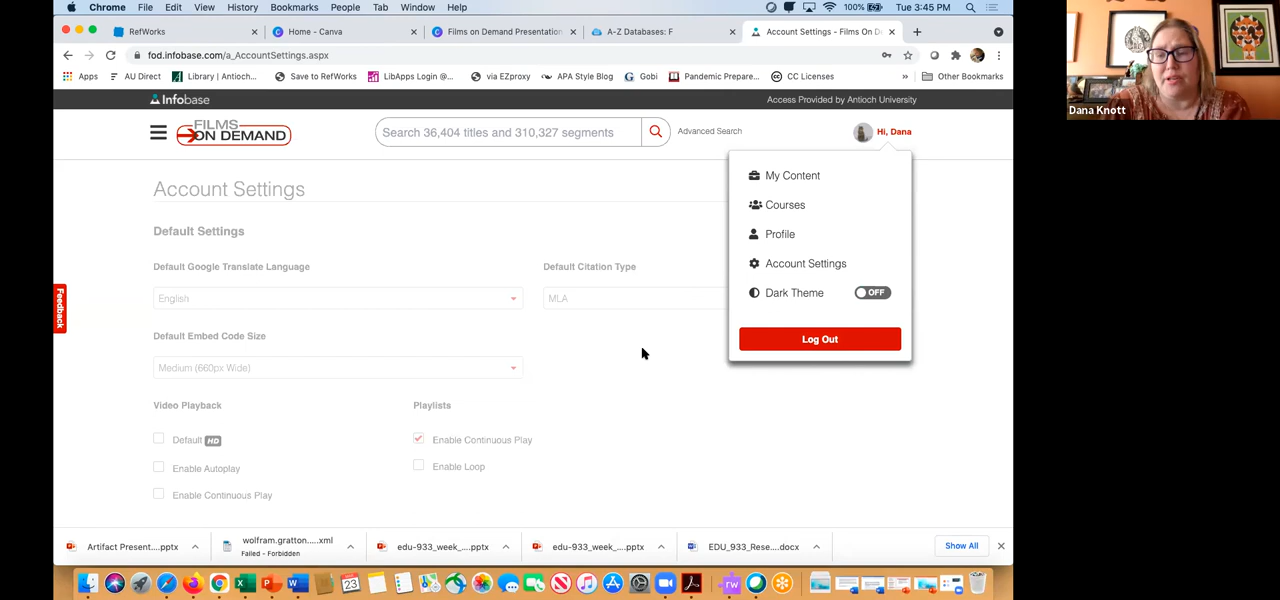 Chrome File Edit View History Bookmarks People Tab Window Help 100% Tue 3:45 PM
RefWorks Home - Canva Films on Demand Presentation A-Z Databases: F Account Settings - Films On D
fod.infobase.com/a_AccountSettings.aspx
Apps AU Direct Library | Antioch... Save to RefWorks LibApps Login @... via EZproxy APA Style Blog Gobi Pandemic Prepare... CC Licenses » Other Bookmarks
Infobase Access Provided by Antioch University
FILMS ON DEMAND
Search 36,404 titles and 310,327 segments Advanced Search Hi, Dana
My Content
Courses
Profile
Account Settings
Dark Theme OFF
Log Out
Account Settings
Default Settings
Default Google Translate Language Default Citation Type
English MLA
Default Embed Code Size
Medium (660px Wide)
Video Playback Playlists
Default HD Enable Continuous Play
Enable Autoplay Enable Loop
Enable Continuous Play
Feedback
Artifact Present....pptx wolfram.gratton.....xml edu-933_week_....pptx edu-933_week_....pptx EDU_933_Rese....docx Show All
Failed - Forbidden
23
rw
Dana Knott